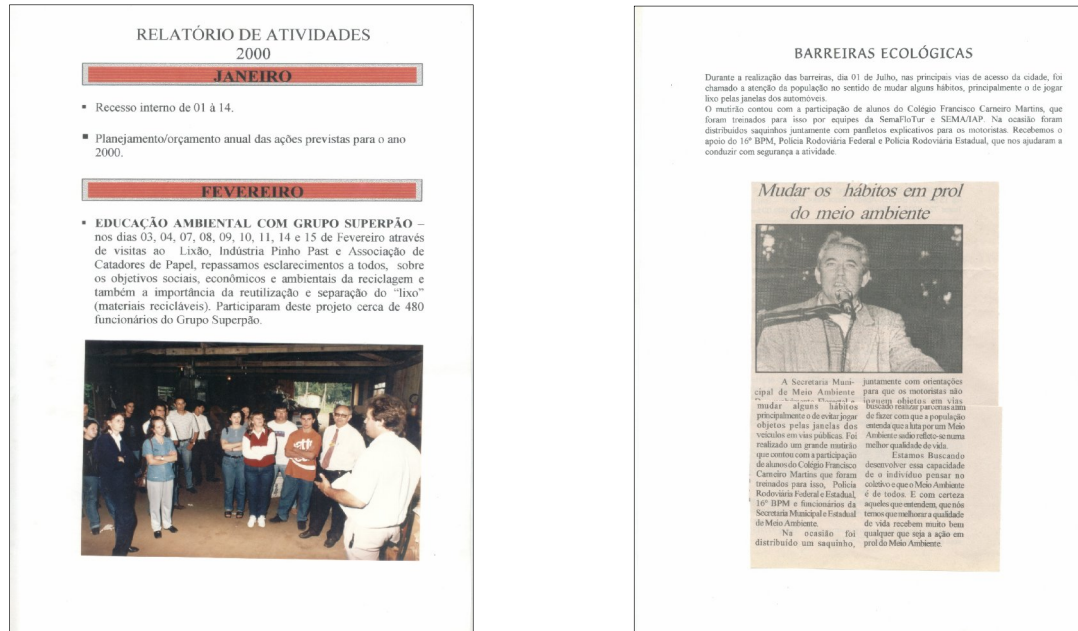 RELATÓRIO DE ATIVIDADES
2000
JANEIRO
▪ Recesso interno de 01 à 14.
▪ Planejamento/orçamento anual das ações previstas para o ano
2000.
FEVEREIRO
▪ EDUCAÇÃO AMBIENTAL COM GRUPO SUPERPÃO –
nos dias 03, 04, 07, 08, 09, 10, 11, 14 e 15 de Fevereiro através
de visitas ao Lixão, Indústria Pinho Past e Associação de
Catadores de Papel, repassamos esclarecimentos a todos, sobre
os objetivos sociais, econômicos e ambientais da reciclagem e
também a importância da reutilização e separação do "lixo"
(materiais recicláveis). Participaram deste projeto cerca de 480
funcionários do Grupo Superpão.
BARREIRAS ECOLÓGICAS
Durante a realização das barreiras, dia 01 de Julho, nas principais vias de acesso da cidade, foi
chamado a atenção da população no sentido de mudar alguns hábitos, principalmente o de jogar
lixo pelas janelas dos automóveis.
O mutirão contou com a participação de alunos do Colégio Francisco Carneiro Martins, que
foram treinados para isso por equipes da SemaFloTur e SEMA/IAP. Na ocasião foram
distribuidos saquinhos juntamente com panfletos explicativos para os motoristas. Recebemos o
apoio do 16º BPM, Polícia Rodoviária Federal e Polícia Rodoviária Estadual, que nos ajudaram a
conduzir com segurança a atividade.
Mudar os hábitos em prol
do meio ambiente
A Secretaria Muni-
cipal de Meio Ambiente
mudar alguns hábitos
principalmente o de evitar jogar
objetos pelas janelas dos
veículos em vias públicas. Foi
realizado um grande mutirão
que contou com a participação
de alunos do Colégio Francisco
Carneiro Martins que foram
treinados para isso, Polícia
Rodoviária Federal e Estadual,
16º BPM e funcionários da
Secretaria Municipal e Estadual
de Meio Ambiente.
Na ocasião foi
distribuído um saquinho,
juntamente com orientações
para que os motoristas não
joguem objetos em vias
buscado realizar parcerias afim
de fazer com que a população
entenda que a luta por um Meio
Ambiente sadio reflete-se numa
melhor qualidade de vida.
Estamos Buscando
desenvolver essa capacidade
de o indivíduo pensar no
coletivo e que o Meio Ambiente
é de todos. E com certeza
aqueles que entendem, que nós
temos que melhorar a qualidade
de vida recebem muito bem
qualquer que seja a ação em
prol do Meio Ambiente.